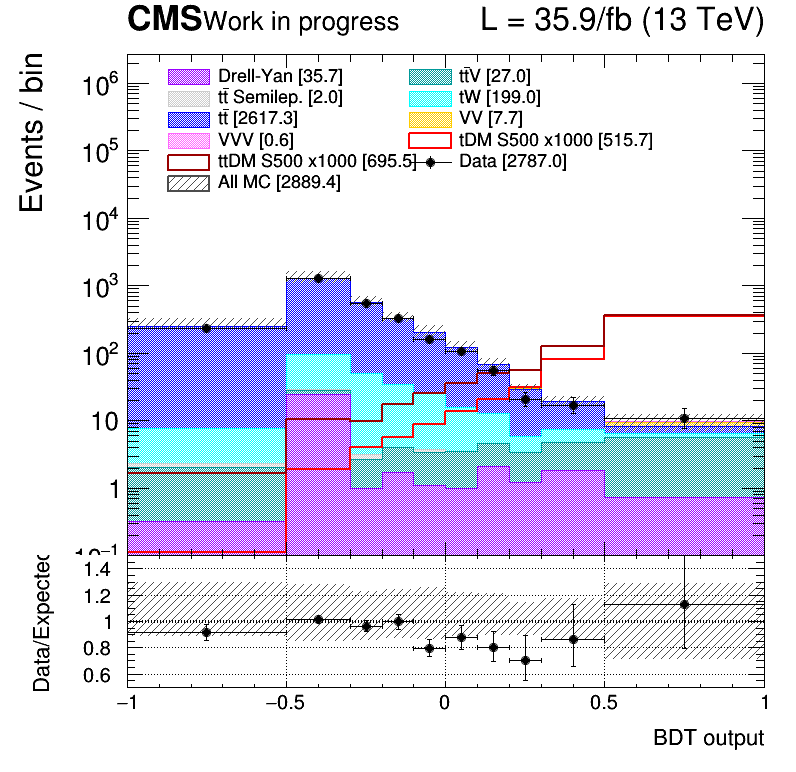 CMS Work in progress L = 35.9/fb (13 TeV)
Events / bin
Drell-Yan [35.7] tt̄V [27.0]
tt̄ Semilep. [2.0] tW [199.0]
tt̄ [2617.3] VV [7.7]
VVV [0.6] tDM S500 x1000 [515.7]
ttDM S500 x1000 [695.5] Data [2787.0]
All MC [2889.4]
10⁶
10⁵
10⁴
10³
10²
10
1
10⁻¹
Data/Expected
1.4
1.2
1
0.8
0.6
−1 −0.5 0 0.5 1
BDT output